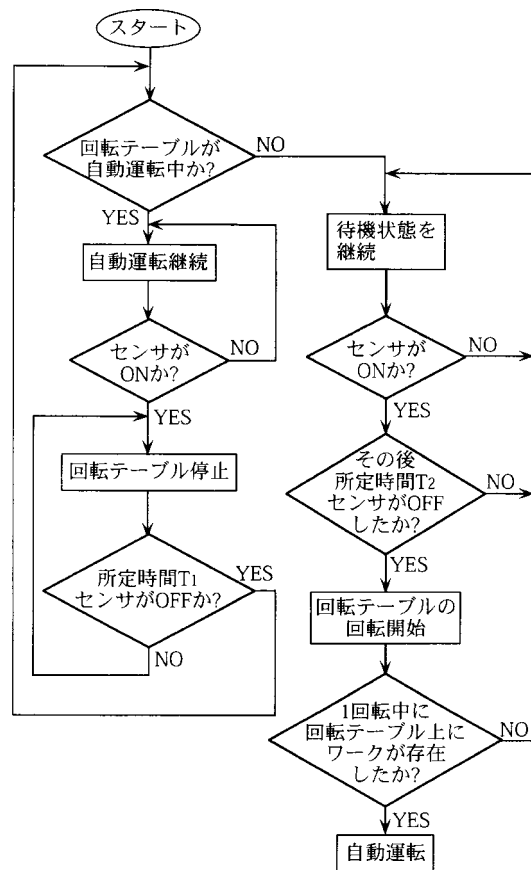 スタート
回転テーブルが
自動運転中か?
NO
YES
自動運転継続
センサが
ONか?
NO
YES
回転テーブル停止
所定時間T1
センサがOFFか?
YES
NO
待機状態を
継続
センサが
ONか?
NO
YES
その後
所定時間T2
センサがOFF
したか?
NO
YES
回転テーブルの
回転開始
1回転中に
回転テーブル上に
ワークが存在
したか?
NO
YES
自動運転